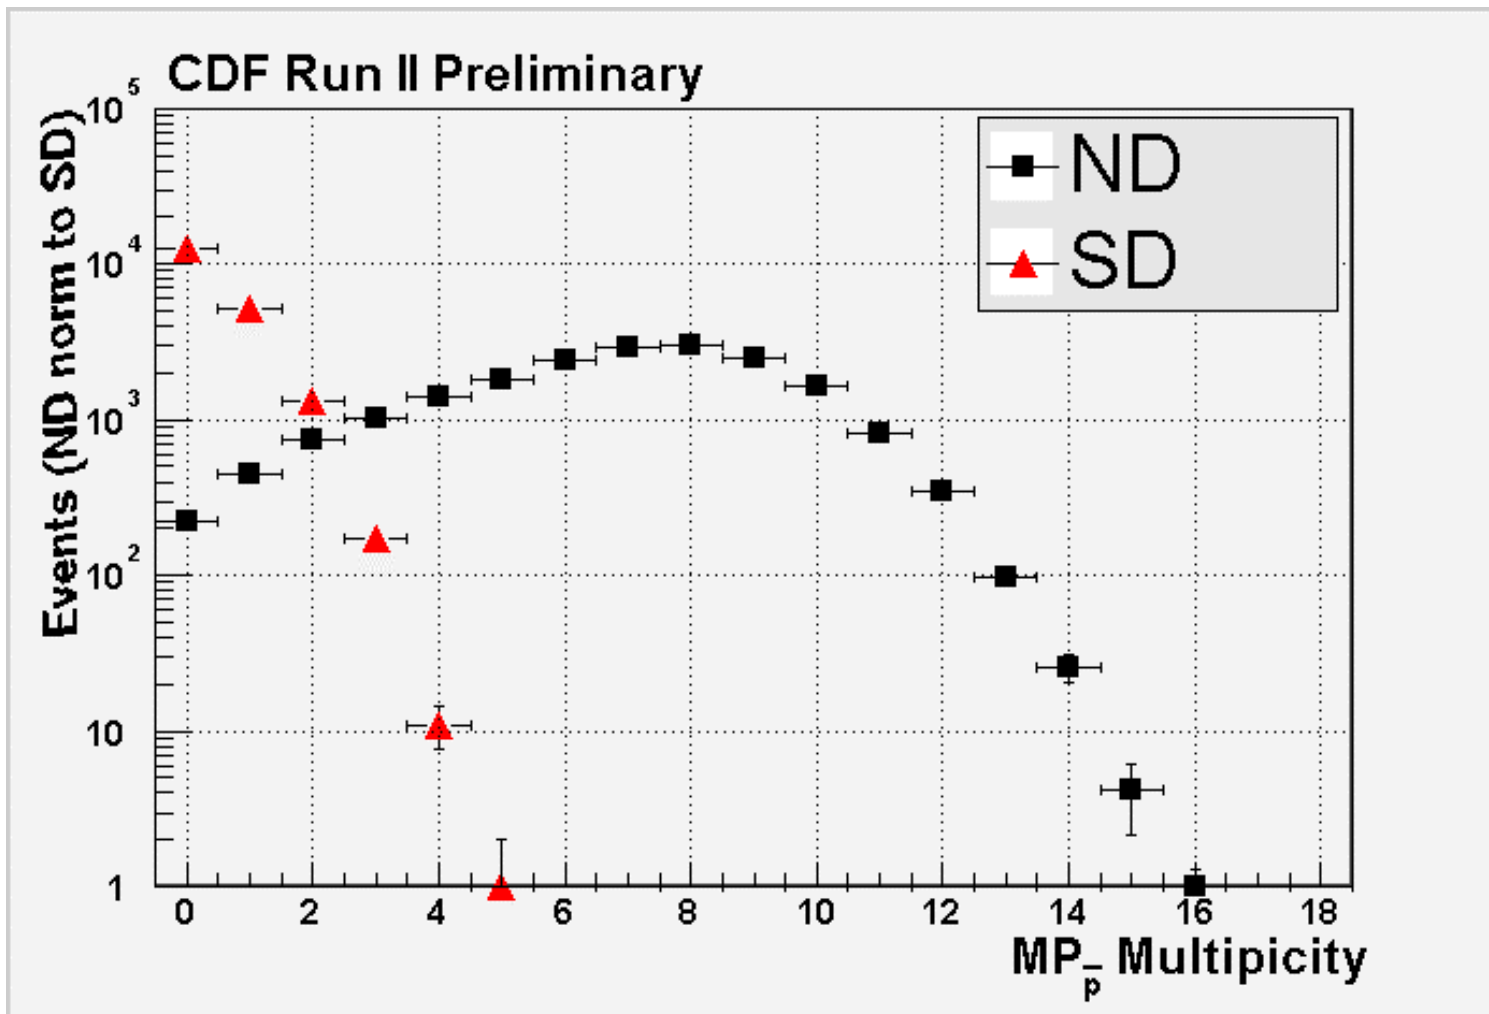 CDF Run II Preliminary
Events (ND norm to SD)
10^5
10^4
10^3
10^2
10
1
ND
SD
0 2 4 6 8 10 12 14 16 18
MP_p̅ Multipicity